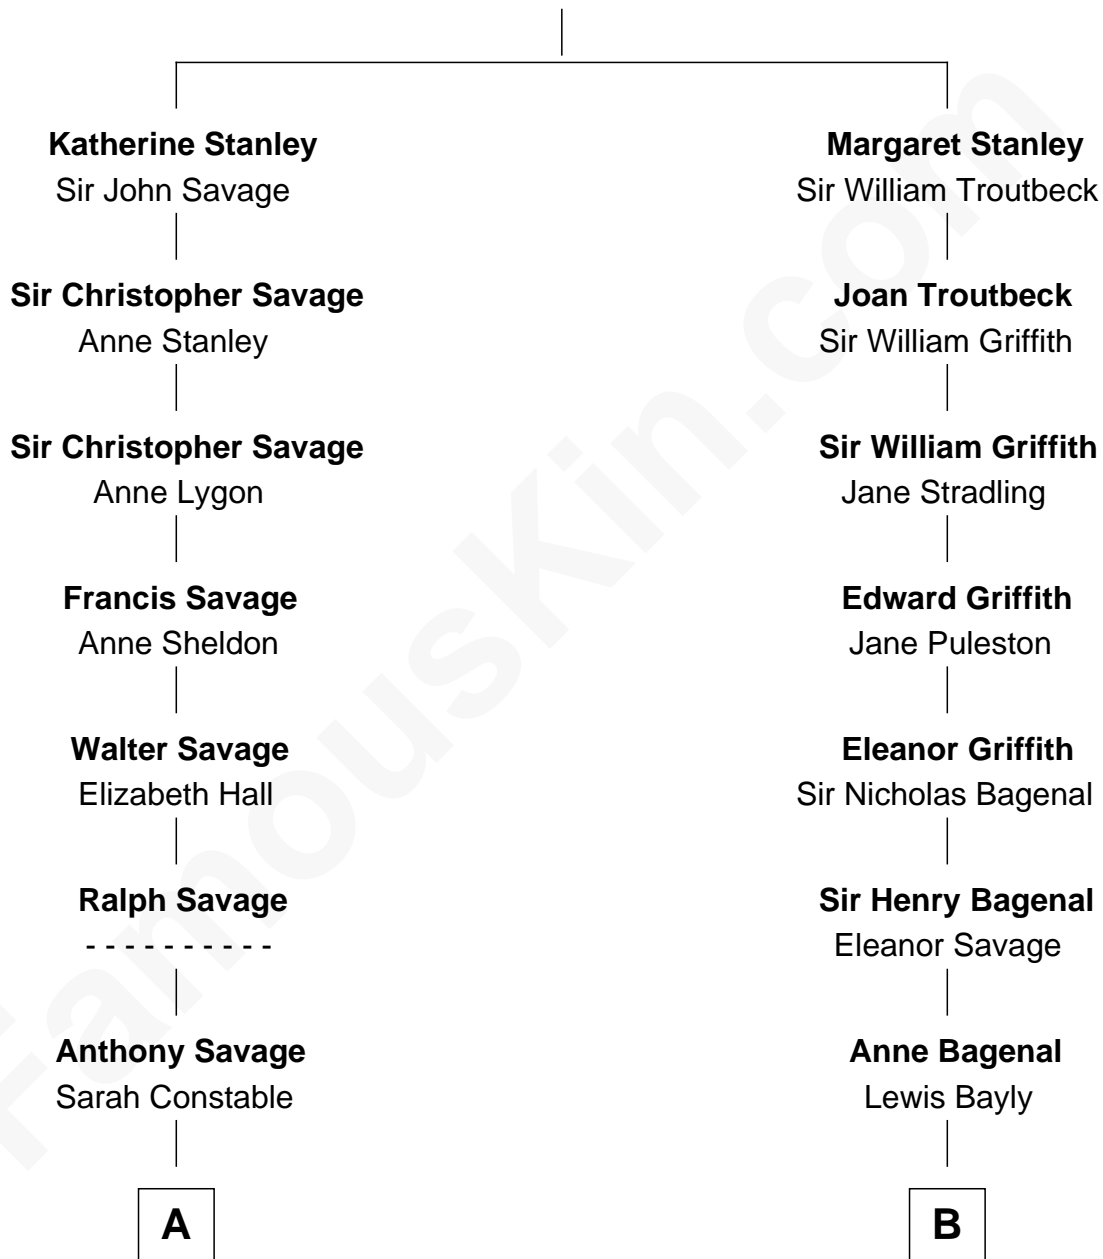 Katherine Stanley
Sir John Savage
Sir Christopher Savage
Anne Stanley
Sir Christopher Savage
Anne Lygon
Francis Savage
Anne Sheldon
Walter Savage
Elizabeth Hall
Ralph Savage
- - - - - - - - - -
Anthony Savage
Sarah Constable
A
Margaret Stanley
Sir William Troutbeck
Joan Troutbeck
Sir William Griffith
Sir William Griffith
Jane Stradling
Edward Griffith
Jane Puleston
Eleanor Griffith
Sir Nicholas Bagenal
Sir Henry Bagenal
Eleanor Savage
Anne Bagenal
Lewis Bayly
B
FamousKin.com